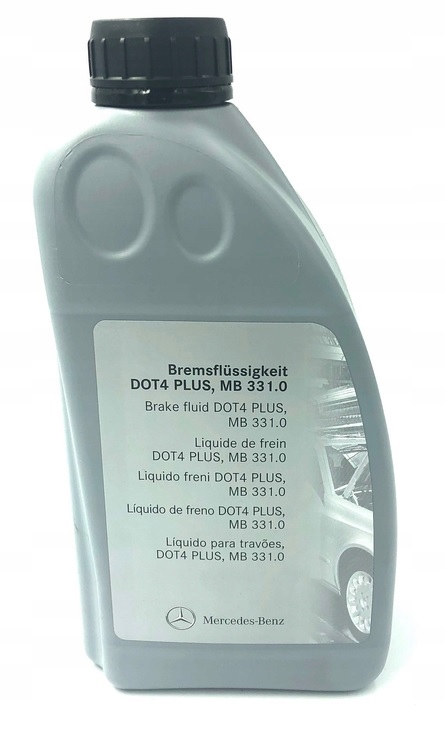 Bremsflüssigkeit
DOT4 PLUS, MB 331.0
Brake fluid DOT4 PLUS,
MB 331.0
Liquide de frein
DOT4 PLUS, MB 331.0
Liquido freni DOT4 PLUS,
MB 331.0
Líquido de freno DOT4 PLUS,
MB 331.0
Líquido para travões,
DOT4 PLUS, MB 331.0
Mercedes-Benz